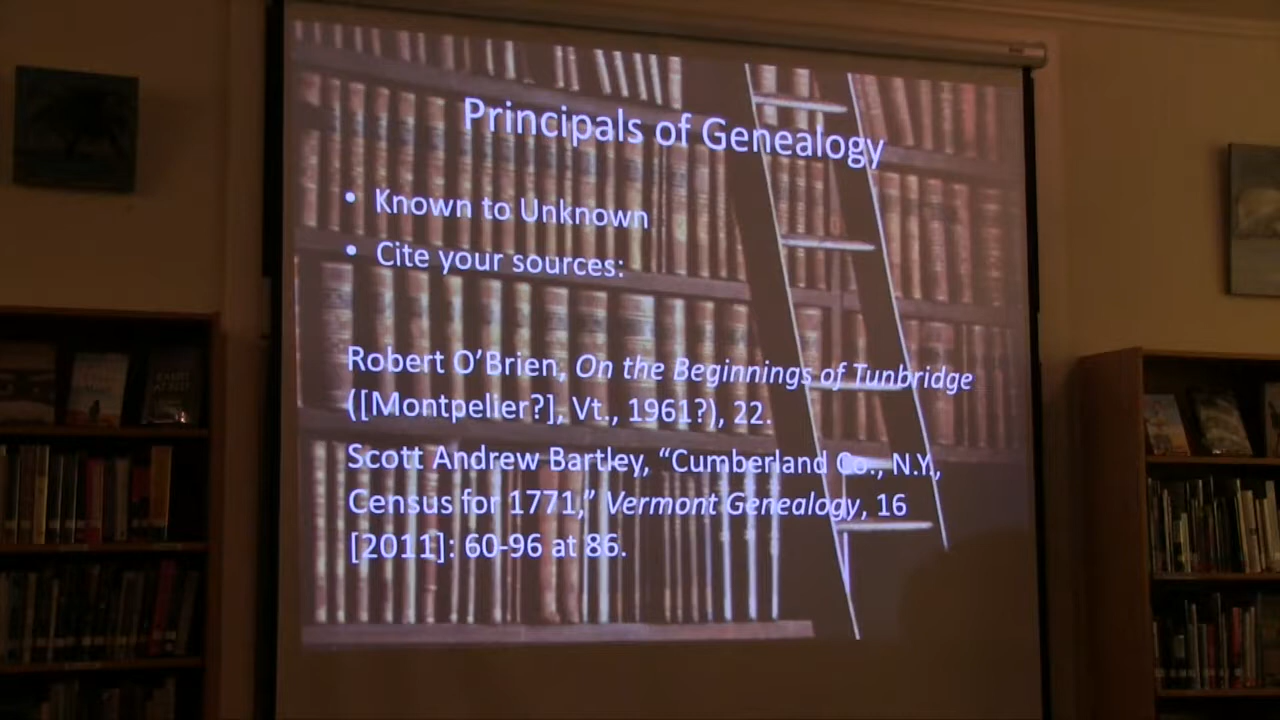 Principals of Genealogy
• Known to Unknown
• Cite your sources:
Robert O'Brien, On the Beginnings of Tunbridge
([Montpelier?], Vt., 1961?), 22.
Scott Andrew Bartley, “Cumberland Co., N.Y.,
Census for 1771,” Vermont Genealogy, 16
[2011]: 60-96 at 86.